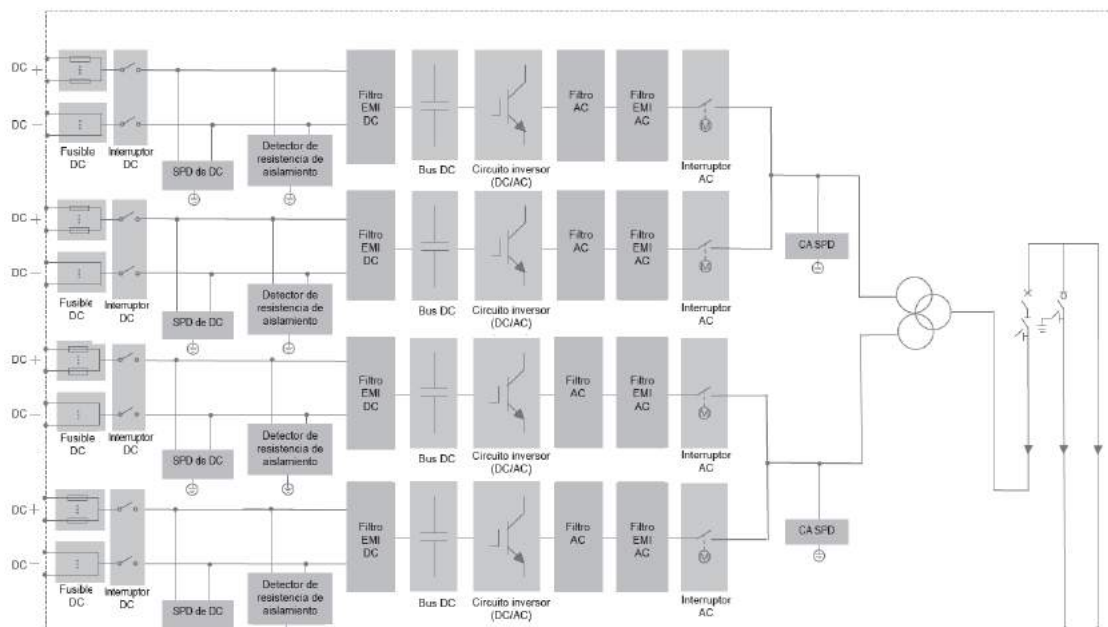 DC +
DC −
Fusible
DC
Interruptor
DC
SPD de DC
Detector de
resistencia de
aislamiento
Filtro
EMI
DC
Bus DC
Circuito inversor
(DC/AC)
Filtro
AC
Filtro
EMI
AC
M
Interruptor
AC
CA SPD
DC +
DC −
Fusible
DC
Interruptor
DC
SPD de DC
Detector de
resistencia de
aislamiento
Filtro
EMI
DC
Bus DC
Circuito inversor
(DC/AC)
Filtro
AC
Filtro
EMI
AC
M
Interruptor
AC
DC +
DC −
Fusible
DC
Interruptor
DC
SPD de DC
Detector de
resistencia de
aislamiento
Filtro
EMI
DC
Bus DC
Circuito inversor
(DC/AC)
Filtro
AC
Filtro
EMI
AC
M
Interruptor
AC
CA SPD
DC +
DC −
Fusible
DC
Interruptor
DC
SPD de DC
Detector de
resistencia de
aislamiento
Filtro
EMI
DC
Bus DC
Circuito inversor
(DC/AC)
Filtro
AC
Filtro
EMI
AC
M
Interruptor
AC